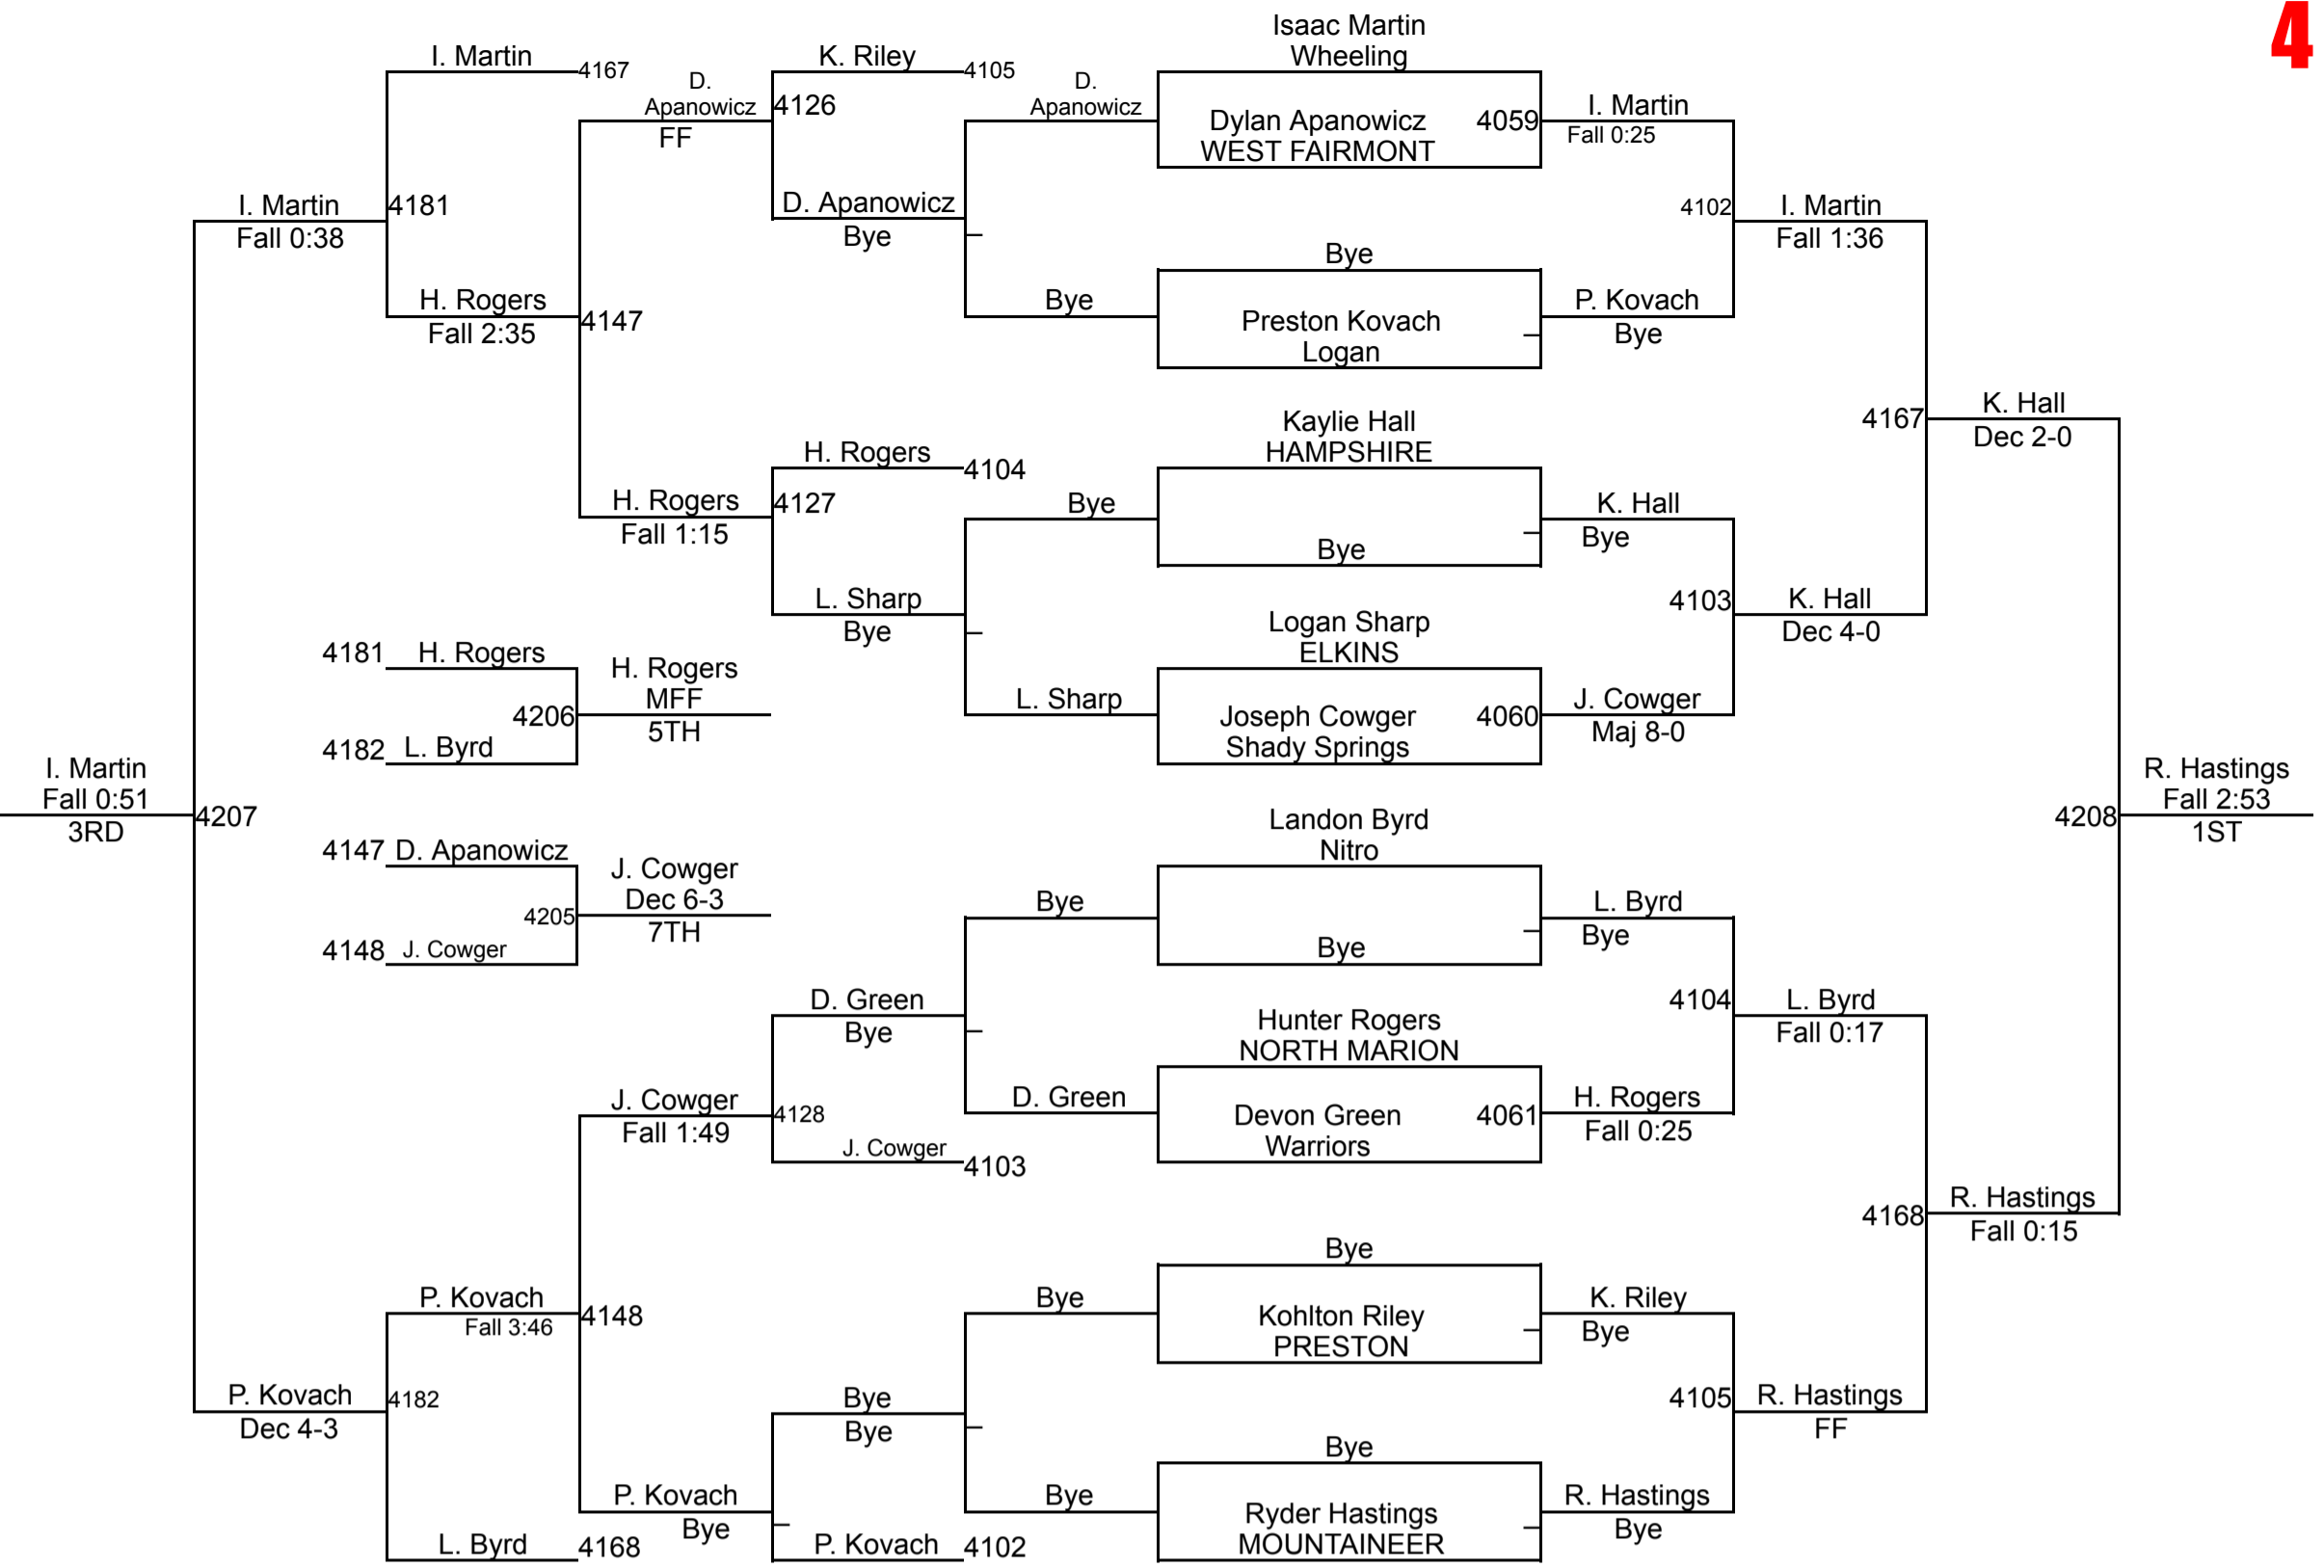 4
Isaac Martin
Wheeling
Dylan Apanowicz 4059
WEST FAIRMONT
Bye
Preston Kovach
Logan
Kaylie Hall
HAMPSHIRE
Bye
Logan Sharp
ELKINS
Joseph Cowger 4060
Shady Springs
Landon Byrd
Nitro
Bye
Hunter Rogers
NORTH MARION
Devon Green 4061
Warriors
Bye
Kohlton Riley
PRESTON
Bye
Ryder Hastings
MOUNTAINEER
I. Martin
Fall 0:25
4102
P. Kovach
Bye
K. Hall
Bye
4103
J. Cowger
Maj 8-0
L. Byrd
Bye
4104
H. Rogers
Fall 0:25
K. Riley
Bye
4105
R. Hastings
Bye
I. Martin
Fall 1:36
4167
K. Hall
Dec 4-0
L. Byrd
Fall 0:17
4168
R. Hastings
FF
K. Hall
Dec 2-0
4208
R. Hastings
Fall 0:15
R. Hastings
Fall 2:53
1ST
D.
Apanowicz
Bye
Bye
L. Sharp
Bye
D. Green
Bye
Bye
K. Riley 4105
4126
D. Apanowicz
Bye
H. Rogers 4104
4127
L. Sharp
Bye
D. Green
Bye
4128
J. Cowger 4103
Bye
Bye
P. Kovach 4102
D.
Apanowicz
FF
4147
H. Rogers
Fall 1:15
J. Cowger
Fall 1:49
4148
P. Kovach
Bye
I. Martin 4167
4181
H. Rogers
Fall 2:35
4181 H. Rogers
4206
4182 L. Byrd
H. Rogers
MFF
5TH
4147 D. Apanowicz
4205
4148 J. Cowger
J. Cowger
Dec 6-3
7TH
P. Kovach
Fall 3:46
4182
L. Byrd 4168
I. Martin
Fall 0:38
4207
P. Kovach
Dec 4-3
I. Martin
Fall 0:51
3RD